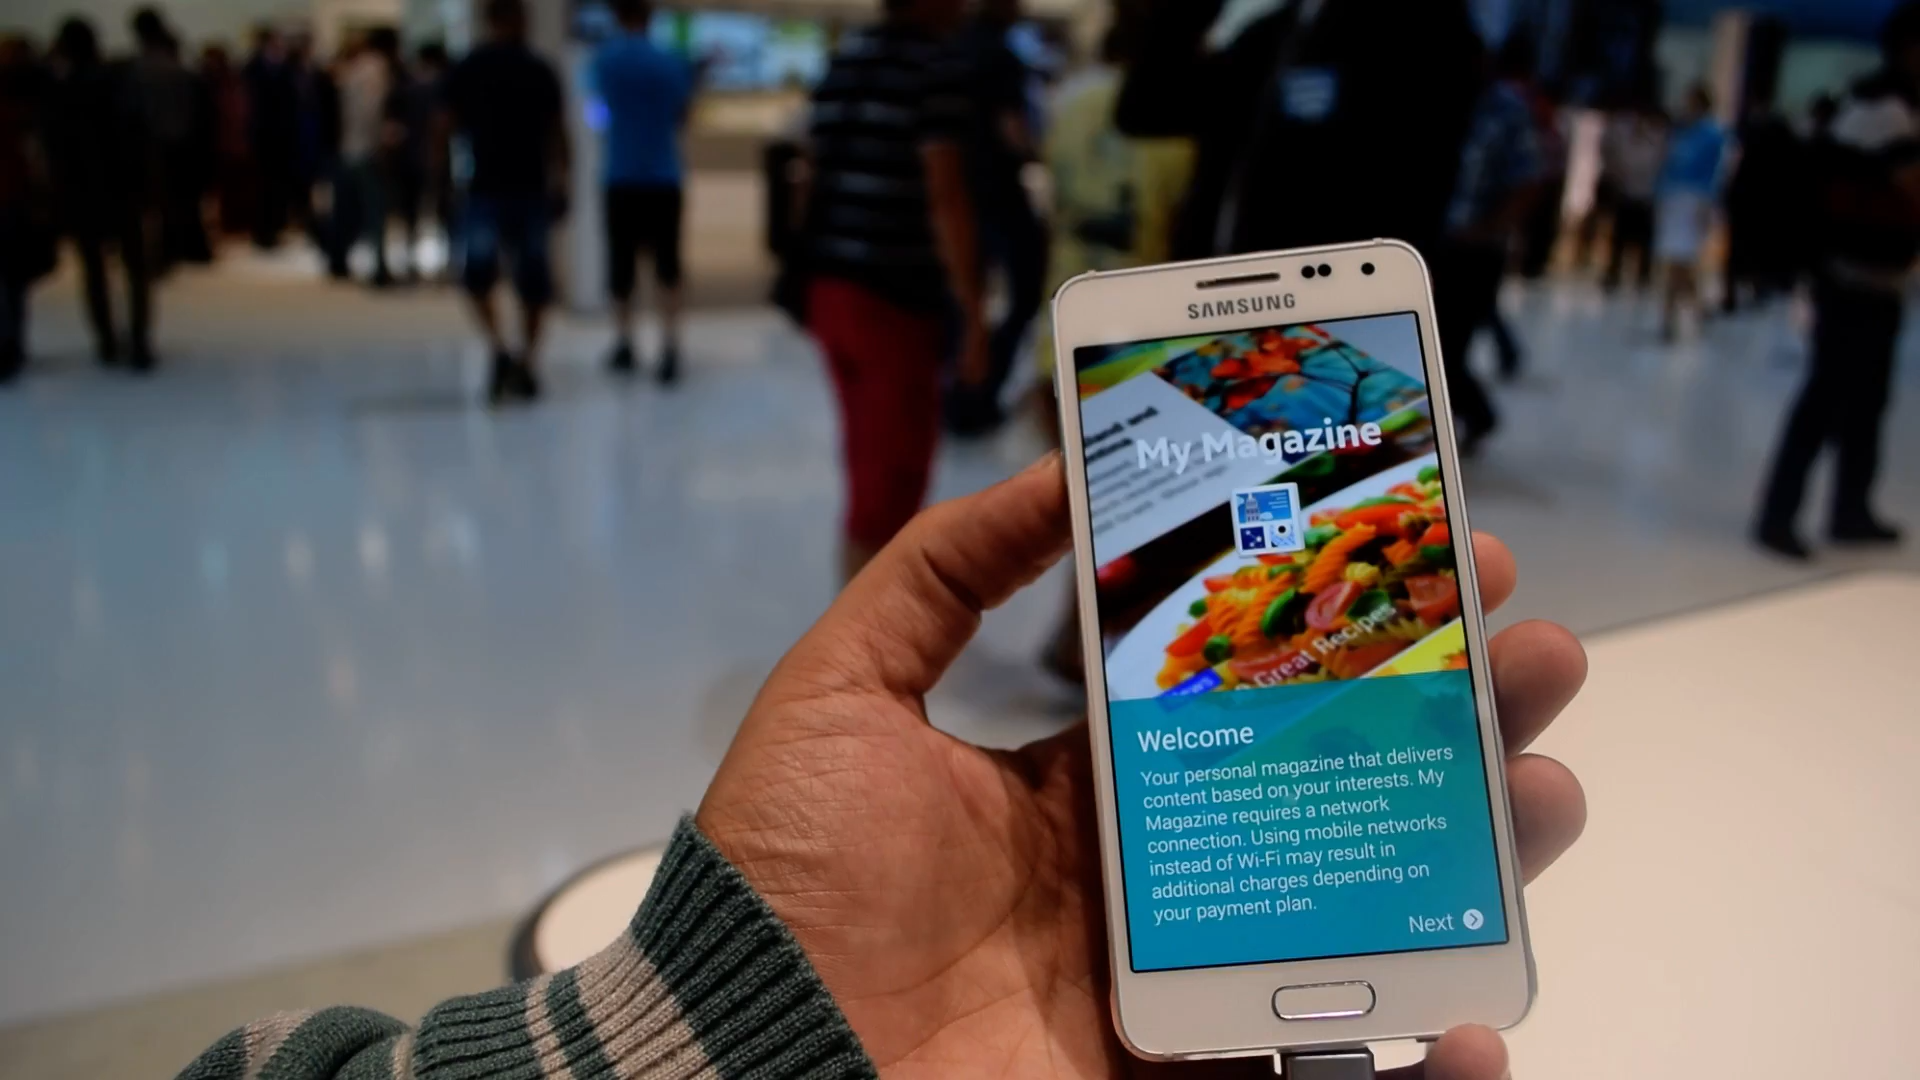 SAMSUNG
My Magazine
Great Recipes
Welcome
Your personal magazine that delivers
content based on your interests. My
Magazine requires a network
connection. Using mobile networks
instead of Wi-Fi may result in
additional charges depending on
your payment plan.
Next